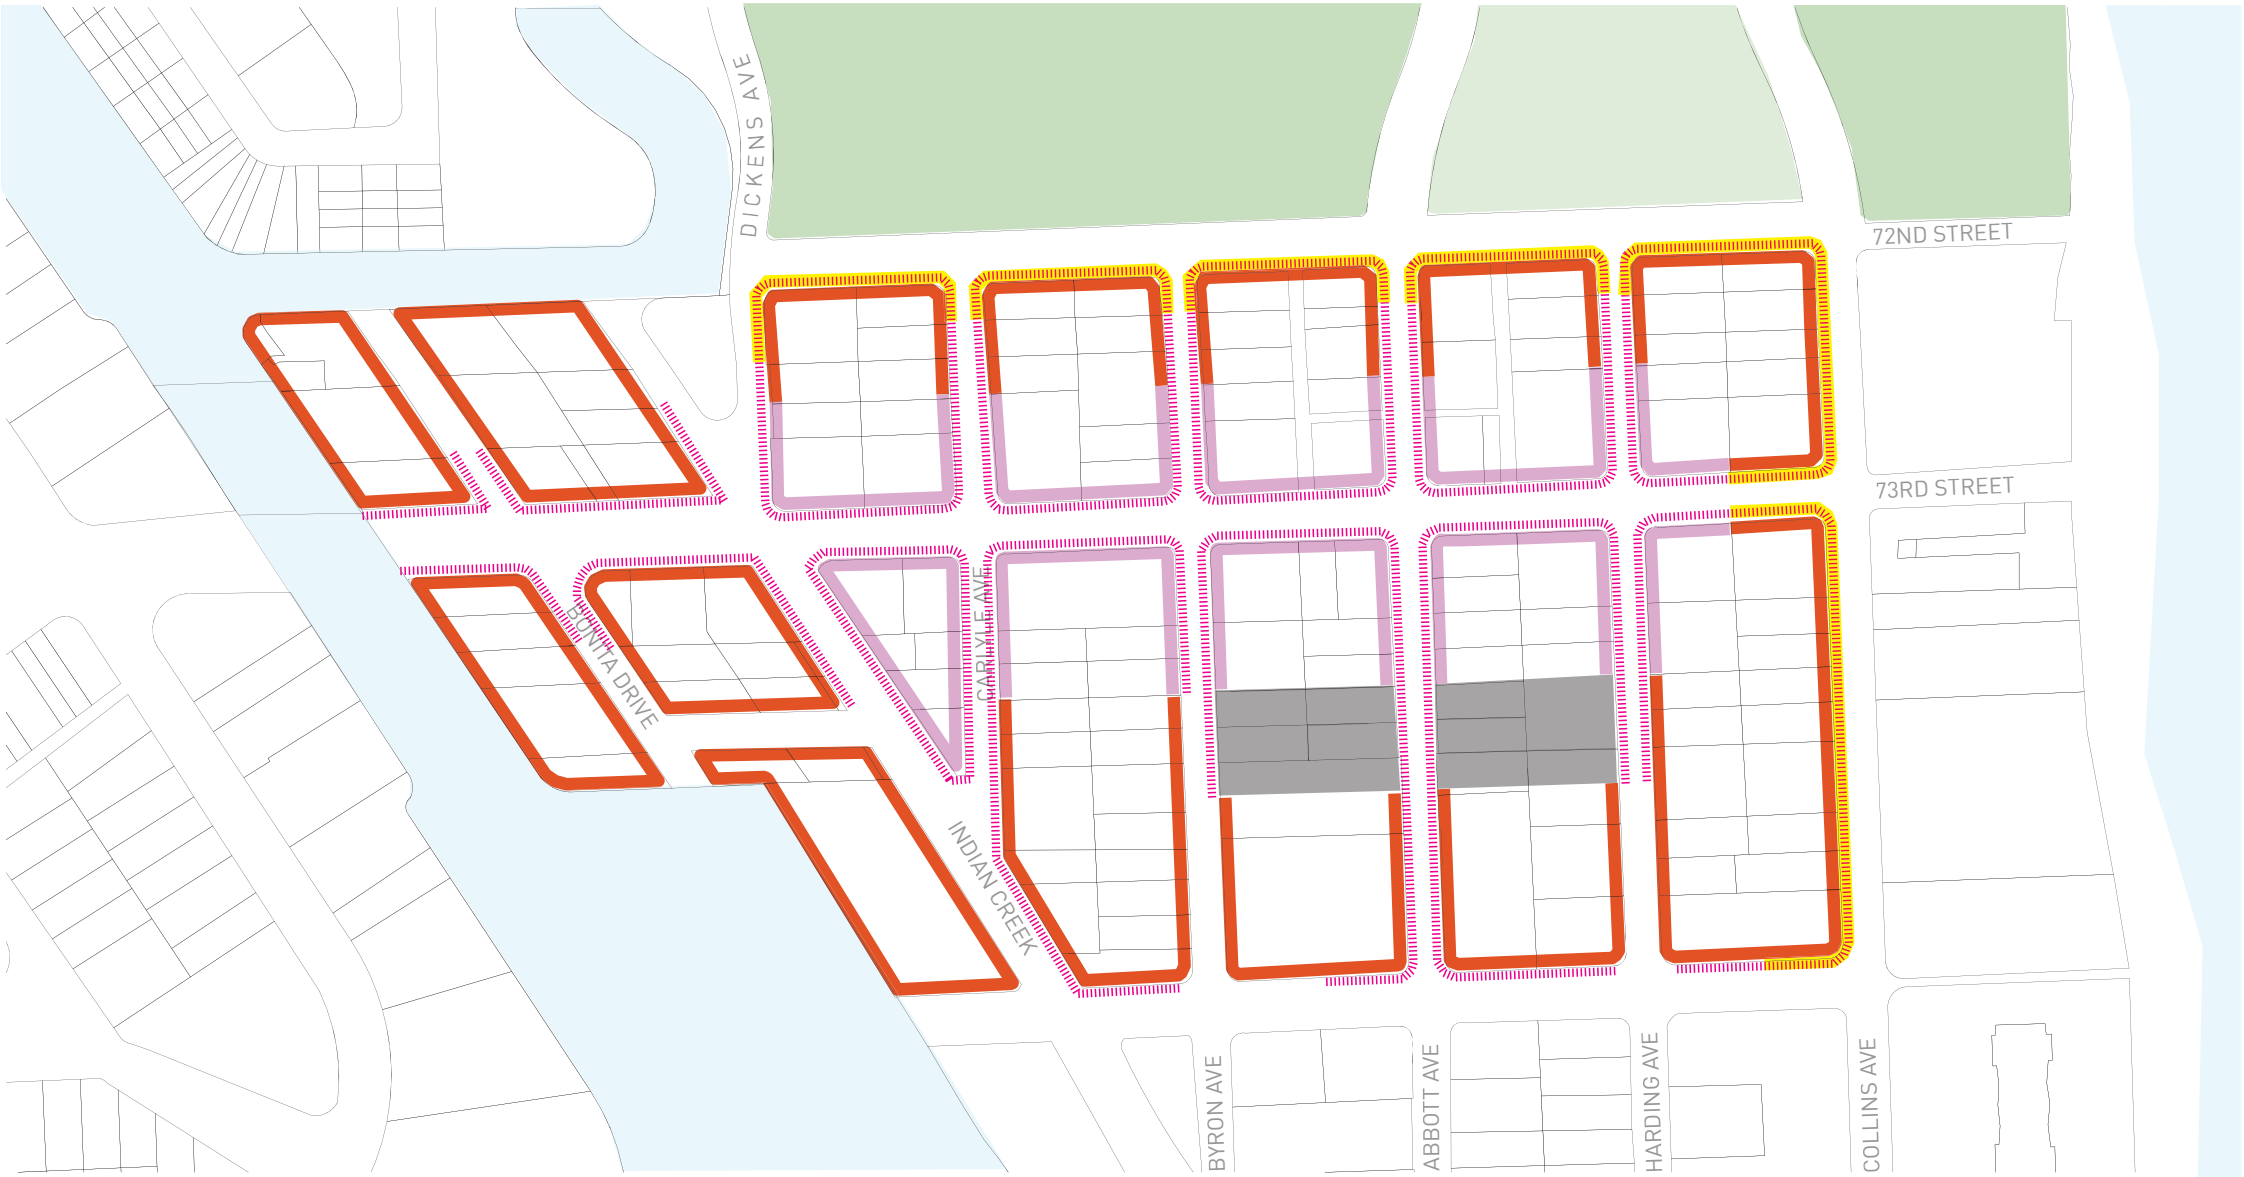 DICKENS AVE
72ND STREET
73RD STREET
CARLYLE AVE
BONITA DRIVE
INDIAN CREEK
BYRON AVE
ABBOTT AVE
HARDING AVE
COLLINS AVE